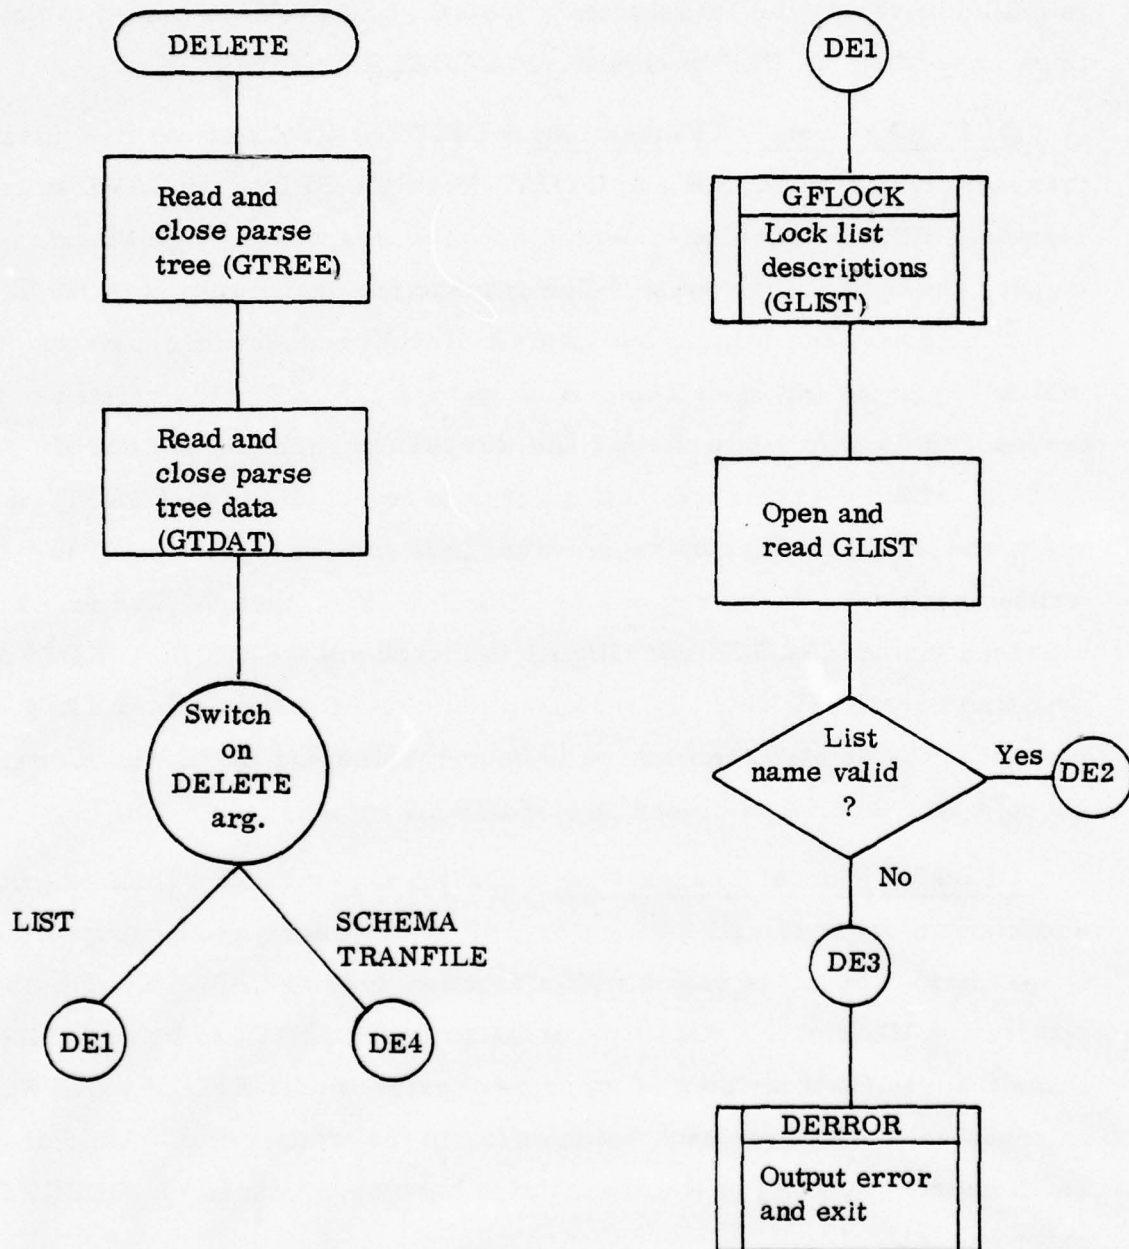 DELETE
Read and
close parse
tree (GTREE)
Read and
close parse
tree data
(GTDAT)
Switch
on
DELETE
arg.
LIST
SCHEMA
TRANFILE
DE1
DE4
DE1
GFLOCK
Lock list
descriptions
(GLIST)
Open and
read GLIST
List
name valid
?
Yes
DE2
No
DE3
DERROR
Output error
and exit